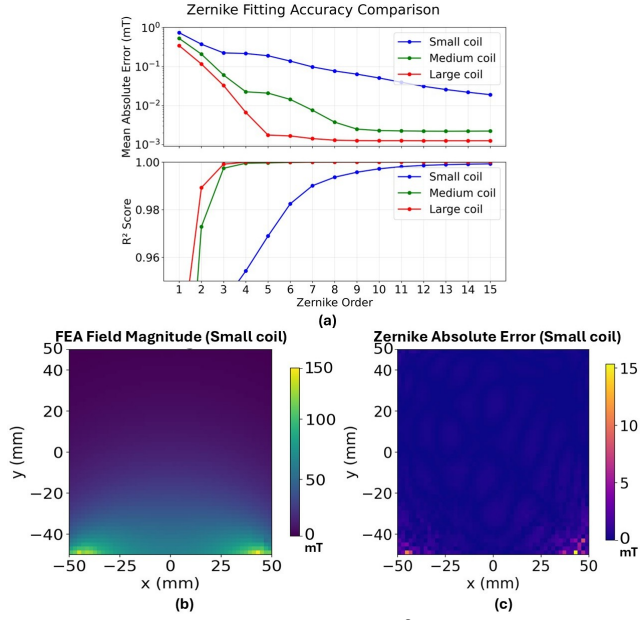 Zernike Fitting Accuracy Comparison
Mean Absolute Error (mT)
10⁰
10⁻¹
10⁻²
10⁻³
Small coil
Medium coil
Large coil
R² Score
1.00
0.98
0.96
Small coil
Medium coil
Large coil
1 2 3 4 5 6 7 8 9 10 11 12 13 14 15
Zernike Order
(a)
FEA Field Magnitude (Small coil)
y (mm)
50
40
20
0
−20
−40
−50 −25 0 25 50
x (mm)
150
100
50
0
mT
(b)
Zernike Absolute Error (Small coil)
y (mm)
50
40
20
0
−20
−40
−50 −25 0 25 50
x (mm)
15
10
5
0
mT
(c)